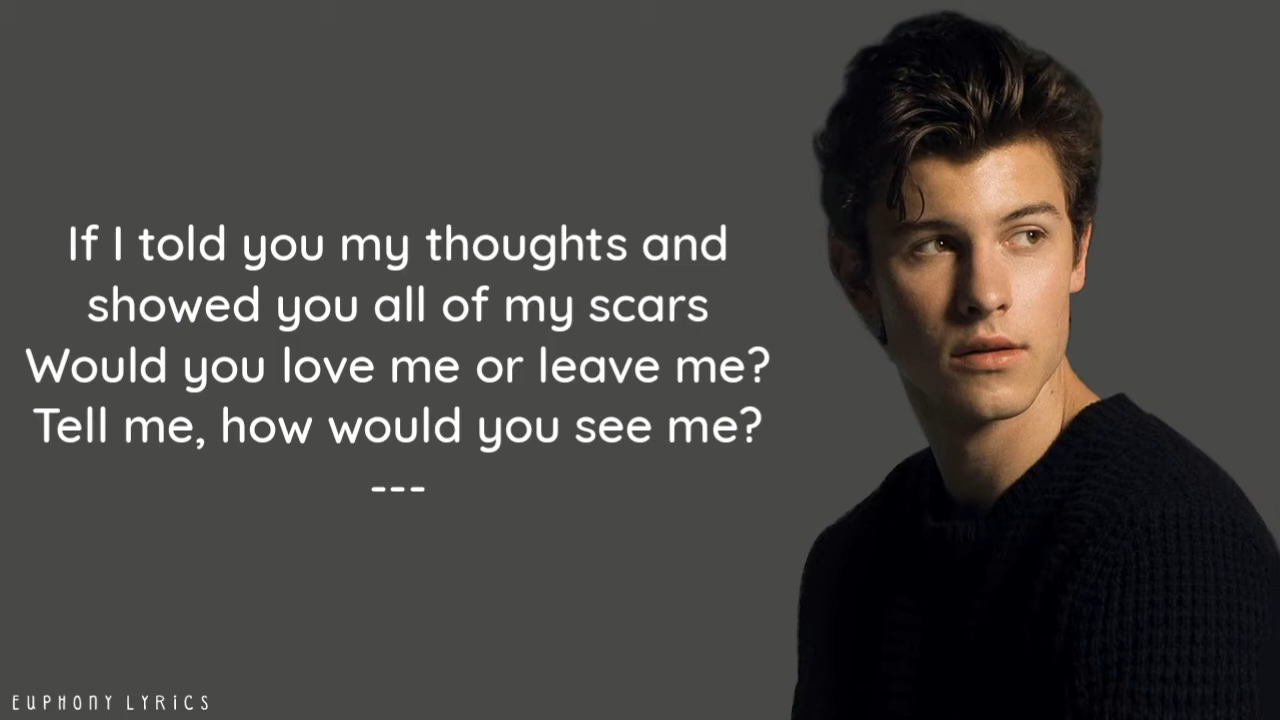 If I told you my thoughts and
showed you all of my scars
Would you love me or leave me?
Tell me, how would you see me?
---
EUPHONY LYRiCS